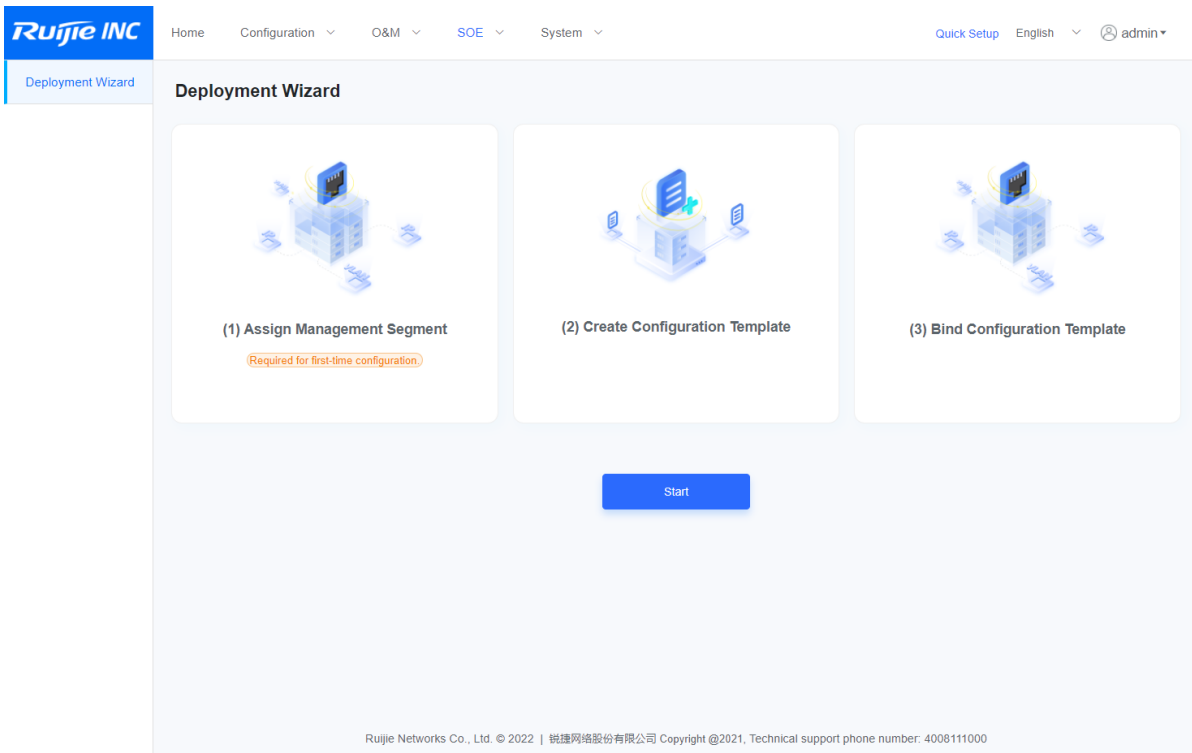 Ruijie INC
Home Configuration O&M SOE System Quick Setup English admin
Deployment Wizard
Deployment Wizard
(1) Assign Management Segment
Required for first-time configuration.
(2) Create Configuration Template
(3) Bind Configuration Template
Start
Ruijie Networks Co., Ltd. © 2022 | 锐捷网络股份有限公司 Copyright @2021, Technical support phone number: 4008111000